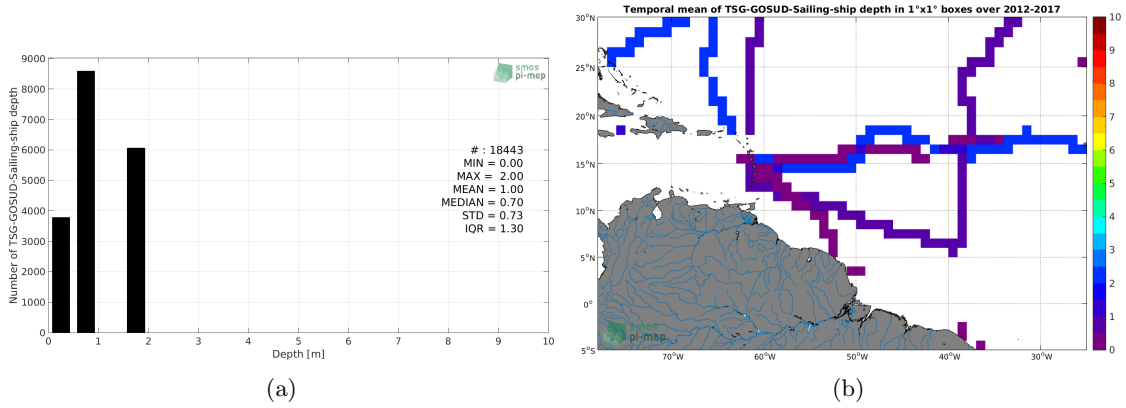 9000
8000
7000
6000
5000
4000
3000
2000
1000
0
Number of TSG-GOSUD-Sailing-ship depth
smos
pi-mep
# : 18443
MIN = 0.00
MAX = 2.00
MEAN = 1.00
MEDIAN = 0.70
STD = 0.73
IQR = 1.30
0 1 2 3 4 5 6 7 8 9 10
Depth [m]
(a)
Temporal mean of TSG-GOSUD-Sailing-ship depth in 1°x1° boxes over 2012-2017
30°N
25°N
20°N
15°N
10°N
5°N
0°
5°S
70°W 60°W 50°W 40°W 30°W
smos
pi-mep
10
9
8
7
6
5
4
3
2
1
0
(b)